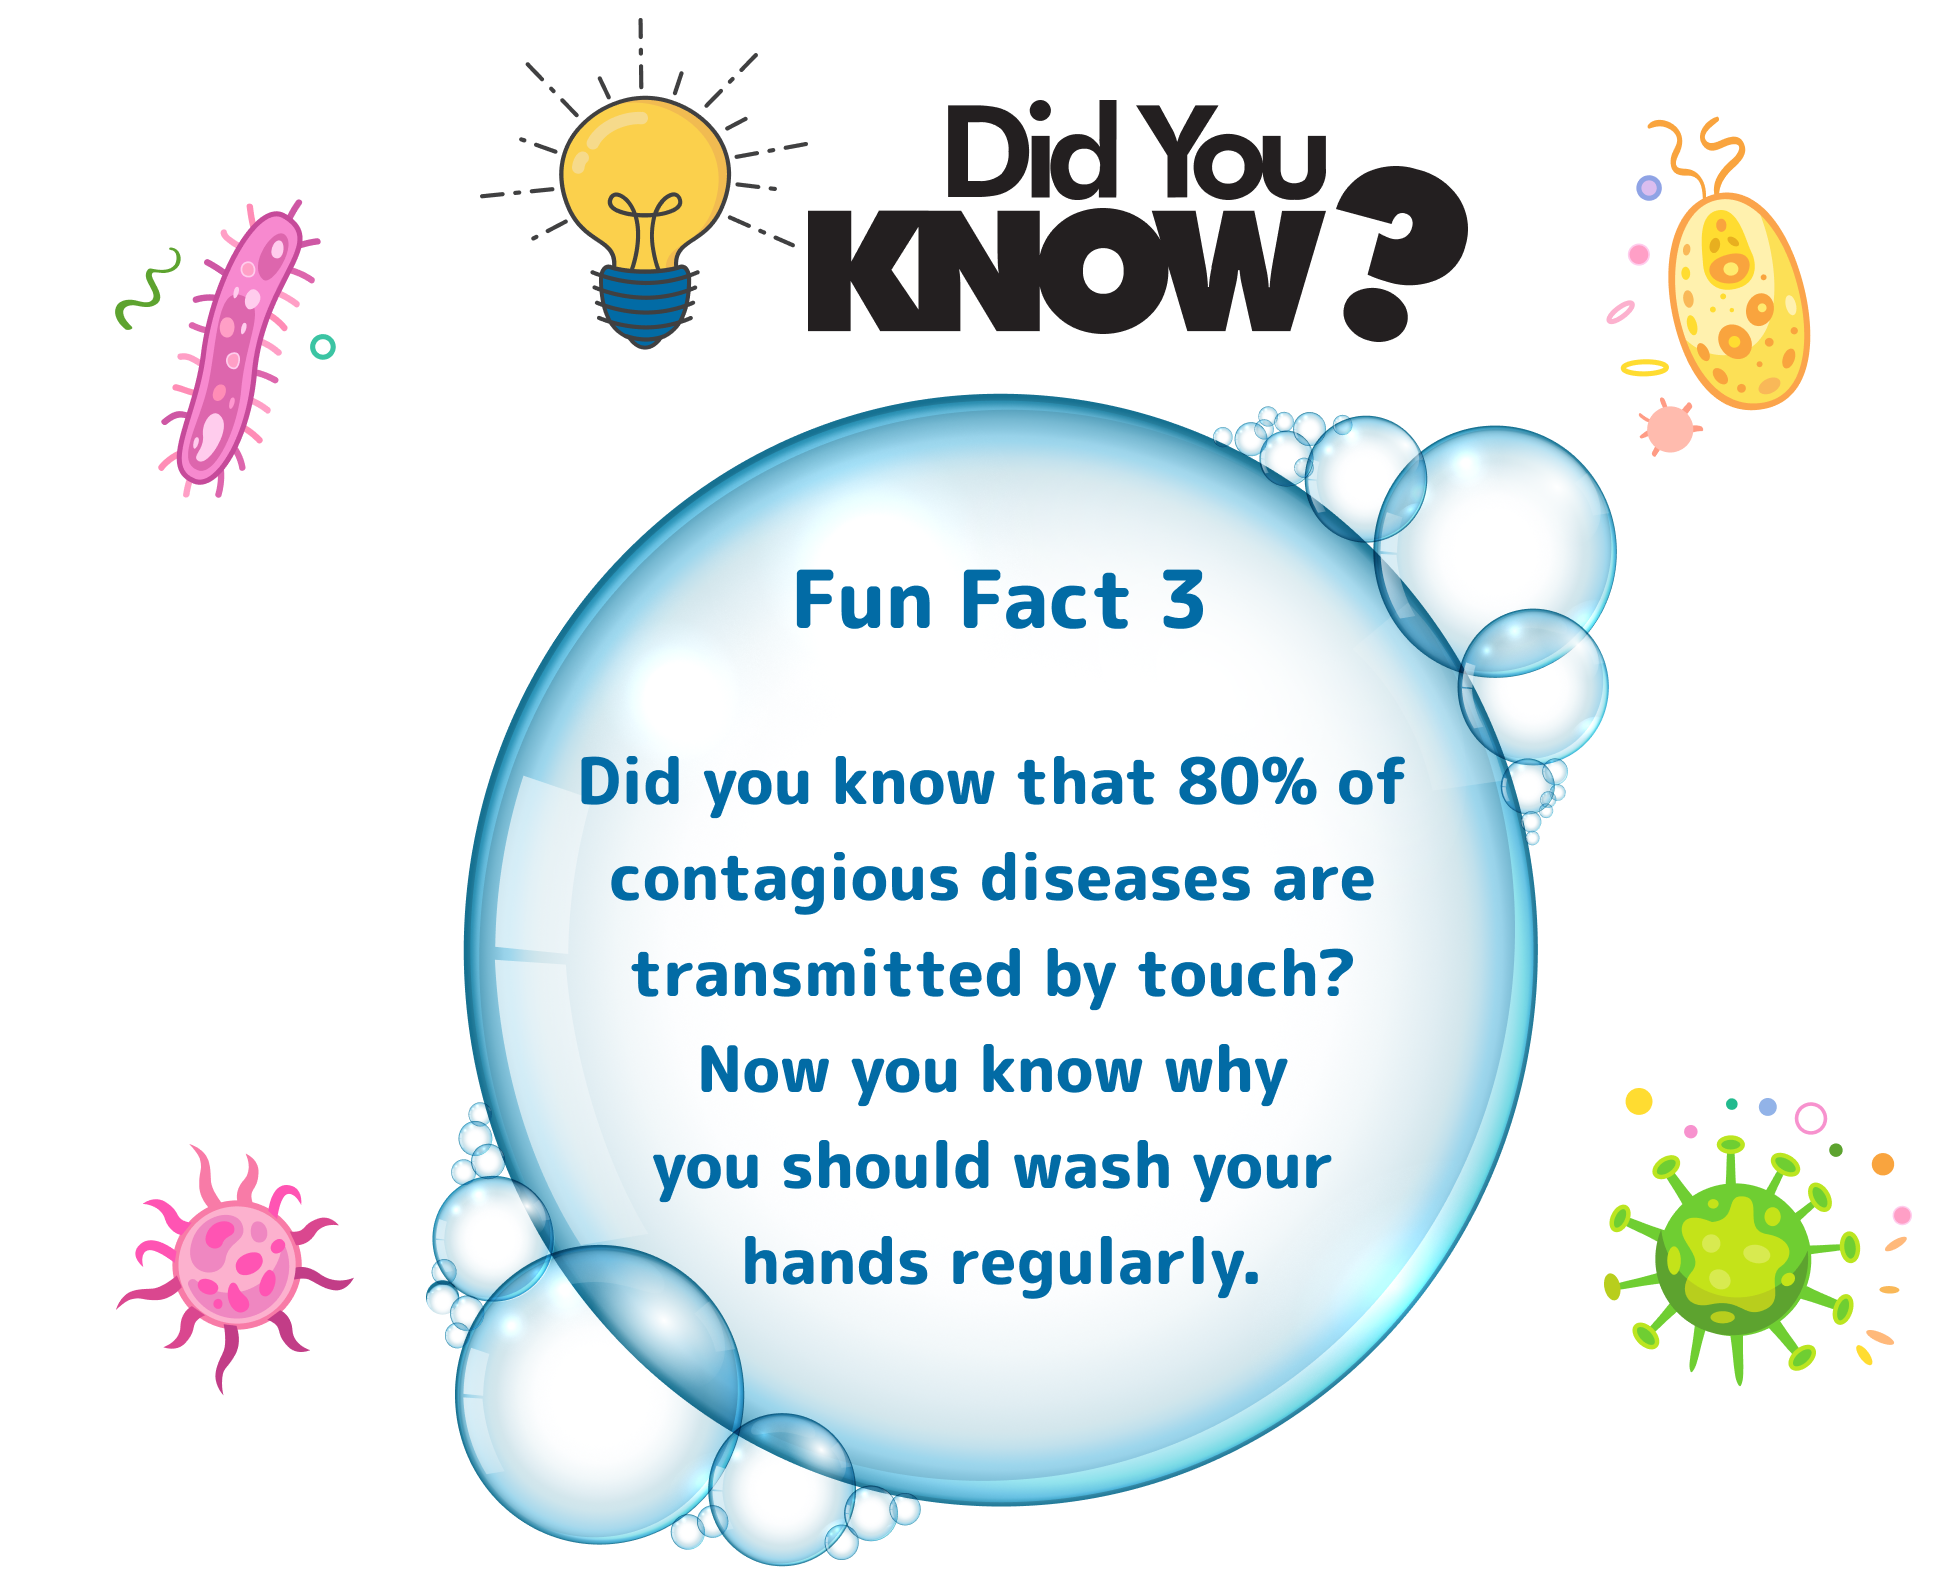 Did You
KNOW?
Fun Fact 3
Did you know that 80% of
contagious diseases are
transmitted by touch?
Now you know why
you should wash your
hands regularly.